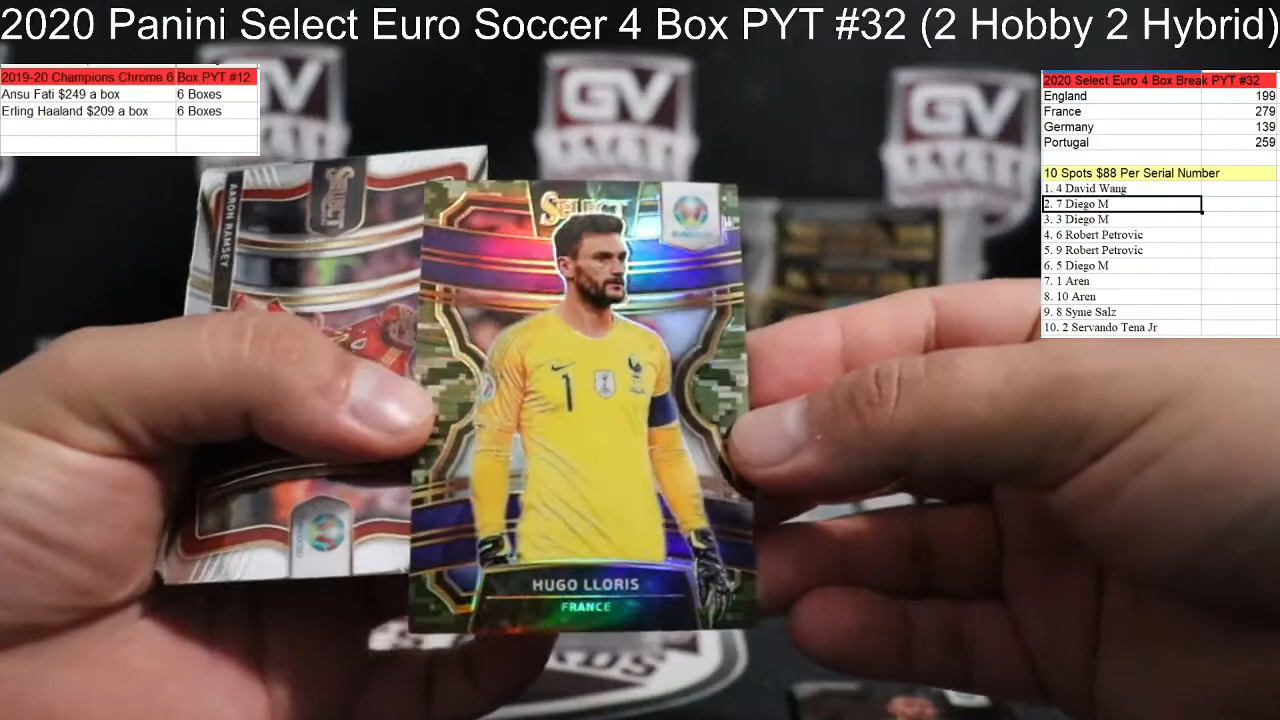 2020 Panini Select Euro Soccer 4 Box PYT #32 (2 Hobby 2 Hybrid)
2019-20 Champions Chrome 6 Box PYT #12
Ansu Fati $249 a box 6 Boxes
Erling Haaland $209 a box 6 Boxes
2020 Select Euro 4 Box Break PYT #32
England 199
France 279
Germany 139
Portugal 259
10 Spots $88 Per Serial Number
1. 4 David Wang
2. 7 Diego M
3. 3 Diego M
4. 6 Robert Petrovic
5. 9 Robert Petrovic
6. 5 Diego M
7. 1 Aren
8. 10 Aren
9. 8 Syme Salz
10. 2 Servando Tena Jr
GV
GV
GV
AARON RAMSEY
SELECT
SELECT
1
HUGO LLORIS
FRANCE